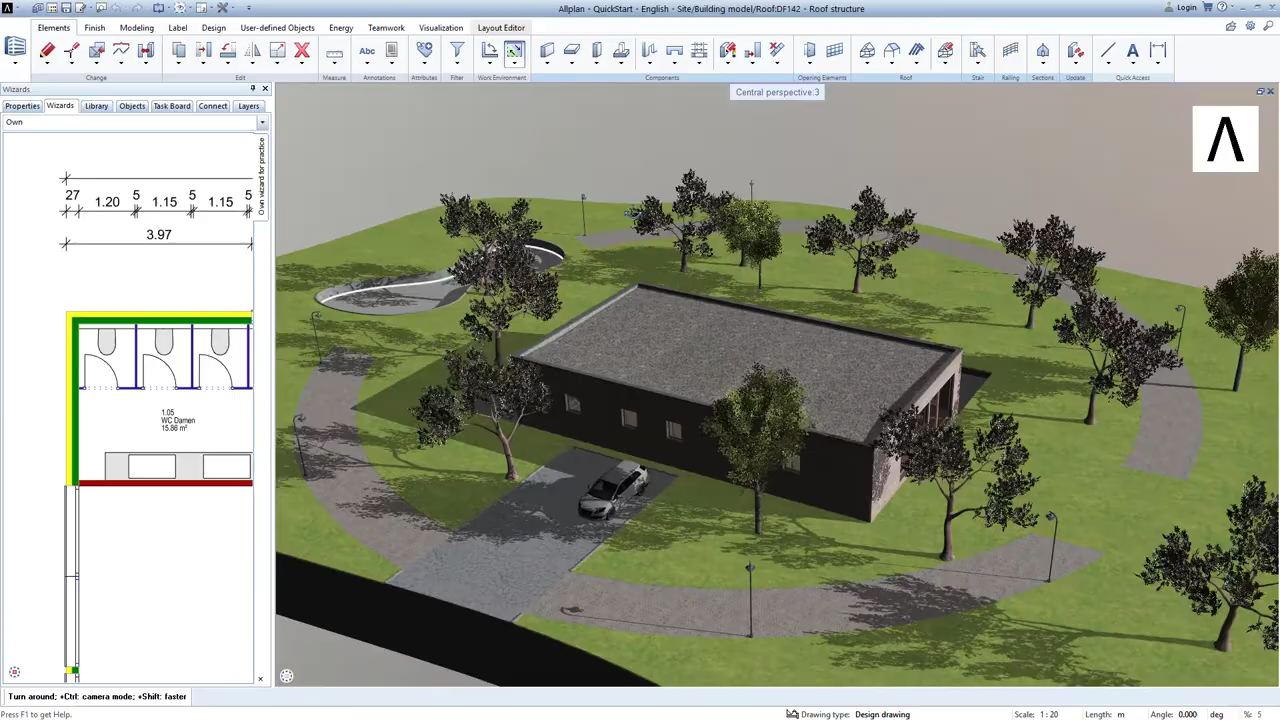 Allplan - QuickStart - English - Site/Building model/Roof:DF142 - Roof structure
Login
Elements Finish Modeling Label Design User-defined Objects Energy Teamwork Visualization Layout Editor
Abc
A
Change Edit Measure Annotations Attributes Filter Work Environment Components Opening Elements Roof Stair Railing Sections Update Quick Access
Wizards
Central perspective:3
Properties Wizards Library Objects Task Board Connect Layers
Own
Own wizard for practice
27 1.20 5 1.15 5 1.15 5
3.97
1.05
WC Damen
15.86 m²
Turn around; +Ctrl: camera mode; +Shift: faster
Press F1 to get Help.
Drawing type: Design drawing Scale: 1 : 20 Length: m Angle: 0.000 deg %: 5